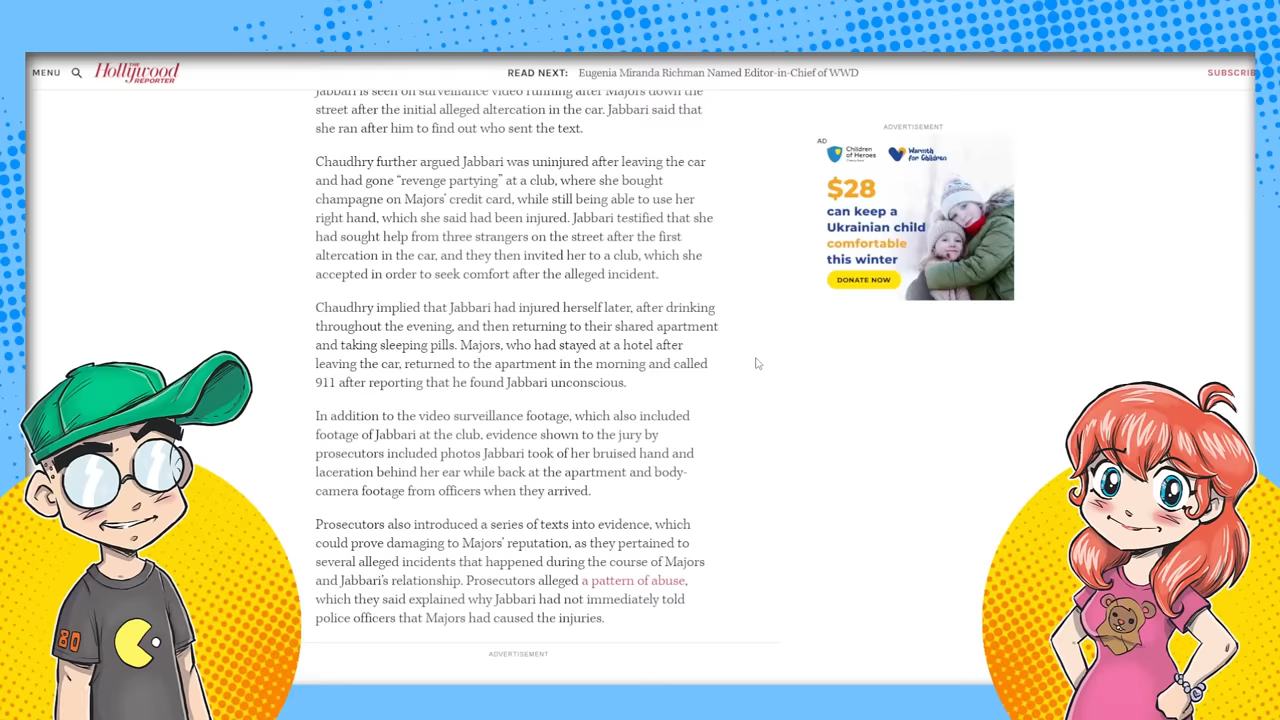 MENU
THE Hollywood REPORTER
READ NEXT: Eugenia Miranda Richman Named Editor-in-Chief of WWD
SUBSCRIB
Jabbari is seen on surveillance video running after Majors down the
street after the initial alleged altercation in the car. Jabbari said that
she ran after him to find out who sent the text.
Chaudhry further argued Jabbari was uninjured after leaving the car
and had gone “revenge partying” at a club, where she bought
champagne on Majors’ credit card, while still being able to use her
right hand, which she said had been injured. Jabbari testified that she
had sought help from three strangers on the street after the first
altercation in the car, and they then invited her to a club, which she
accepted in order to seek comfort after the alleged incident.
Chaudhry implied that Jabbari had injured herself later, after drinking
throughout the evening, and then returning to their shared apartment
and taking sleeping pills. Majors, who had stayed at a hotel after
leaving the car, returned to the apartment in the morning and called
911 after reporting that he found Jabbari unconscious.
In addition to the video surveillance footage, which also included
footage of Jabbari at the club, evidence shown to the jury by
prosecutors included photos Jabbari took of her bruised hand and
laceration behind her ear while back at the apartment and body-
camera footage from officers when they arrived.
Prosecutors also introduced a series of texts into evidence, which
could prove damaging to Majors’ reputation, as they pertained to
several alleged incidents that happened during the course of Majors
and Jabbari’s relationship. Prosecutors alleged a pattern of abuse,
which they said explained why Jabbari had not immediately told
police officers that Majors had caused the injuries.
ADVERTISEMENT
ADVERTISEMENT
AD
Children
of Heroes
Warmth
for Children
$28
can keep a
Ukrainian child
comfortable
this winter
DONATE NOW
80